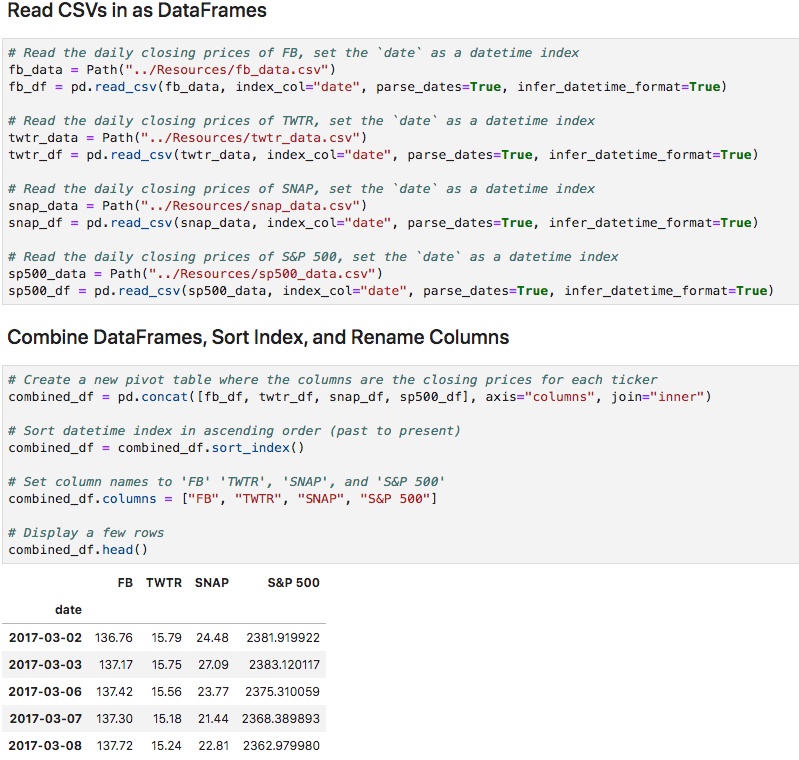 Read CSVs in as DataFrames
# Read the daily closing prices of FB, set the `date` as a datetime index
fb_data = Path("../Resources/fb_data.csv")
fb_df = pd.read_csv(fb_data, index_col="date", parse_dates=True, infer_datetime_format=True)
# Read the daily closing prices of TWTR, set the `date` as a datetime index
twtr_data = Path("../Resources/twtr_data.csv")
twtr_df = pd.read_csv(twtr_data, index_col="date", parse_dates=True, infer_datetime_format=True)
# Read the daily closing prices of SNAP, set the `date` as a datetime index
snap_data = Path("../Resources/snap_data.csv")
snap_df = pd.read_csv(snap_data, index_col="date", parse_dates=True, infer_datetime_format=True)
# Read the daily closing prices of S&P 500, set the `date` as a datetime index
sp500_data = Path("../Resources/sp500_data.csv")
sp500_df = pd.read_csv(sp500_data, index_col="date", parse_dates=True, infer_datetime_format=True)
Combine DataFrames, Sort Index, and Rename Columns
# Create a new pivot table where the columns are the closing prices for each ticker
combined_df = pd.concat([fb_df, twtr_df, snap_df, sp500_df], axis="columns", join="inner")
# Sort datetime index in ascending order (past to present)
combined_df = combined_df.sort_index()
# Set column names to 'FB' 'TWTR', 'SNAP', and 'S&P 500'
combined_df.columns = ["FB", "TWTR", "SNAP", "S&P 500"]
# Display a few rows
combined_df.head()
FB TWTR SNAP S&P 500
date
2017-03-02 136.76 15.79 24.48 2381.919922
2017-03-03 137.17 15.75 27.09 2383.120117
2017-03-06 137.42 15.56 23.77 2375.310059
2017-03-07 137.30 15.18 21.44 2368.389893
2017-03-08 137.72 15.24 22.81 2362.979980